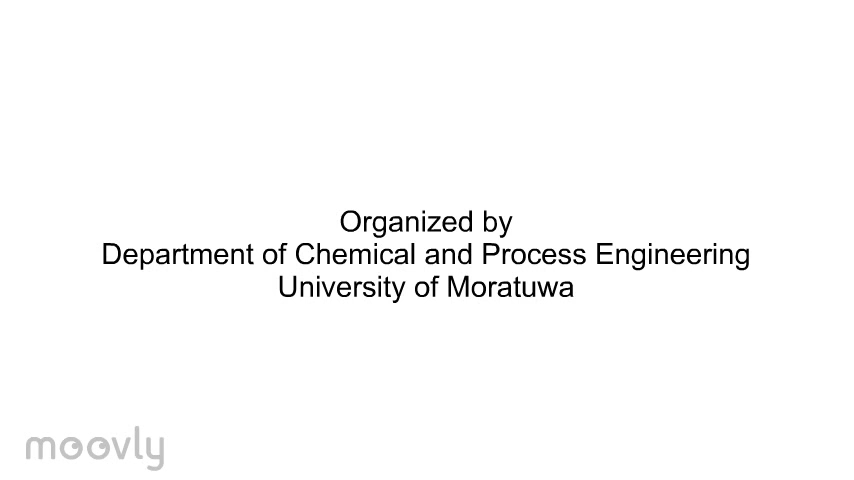 Organized by
Department of Chemical and Process Engineering
University of Moratuwa
moovly